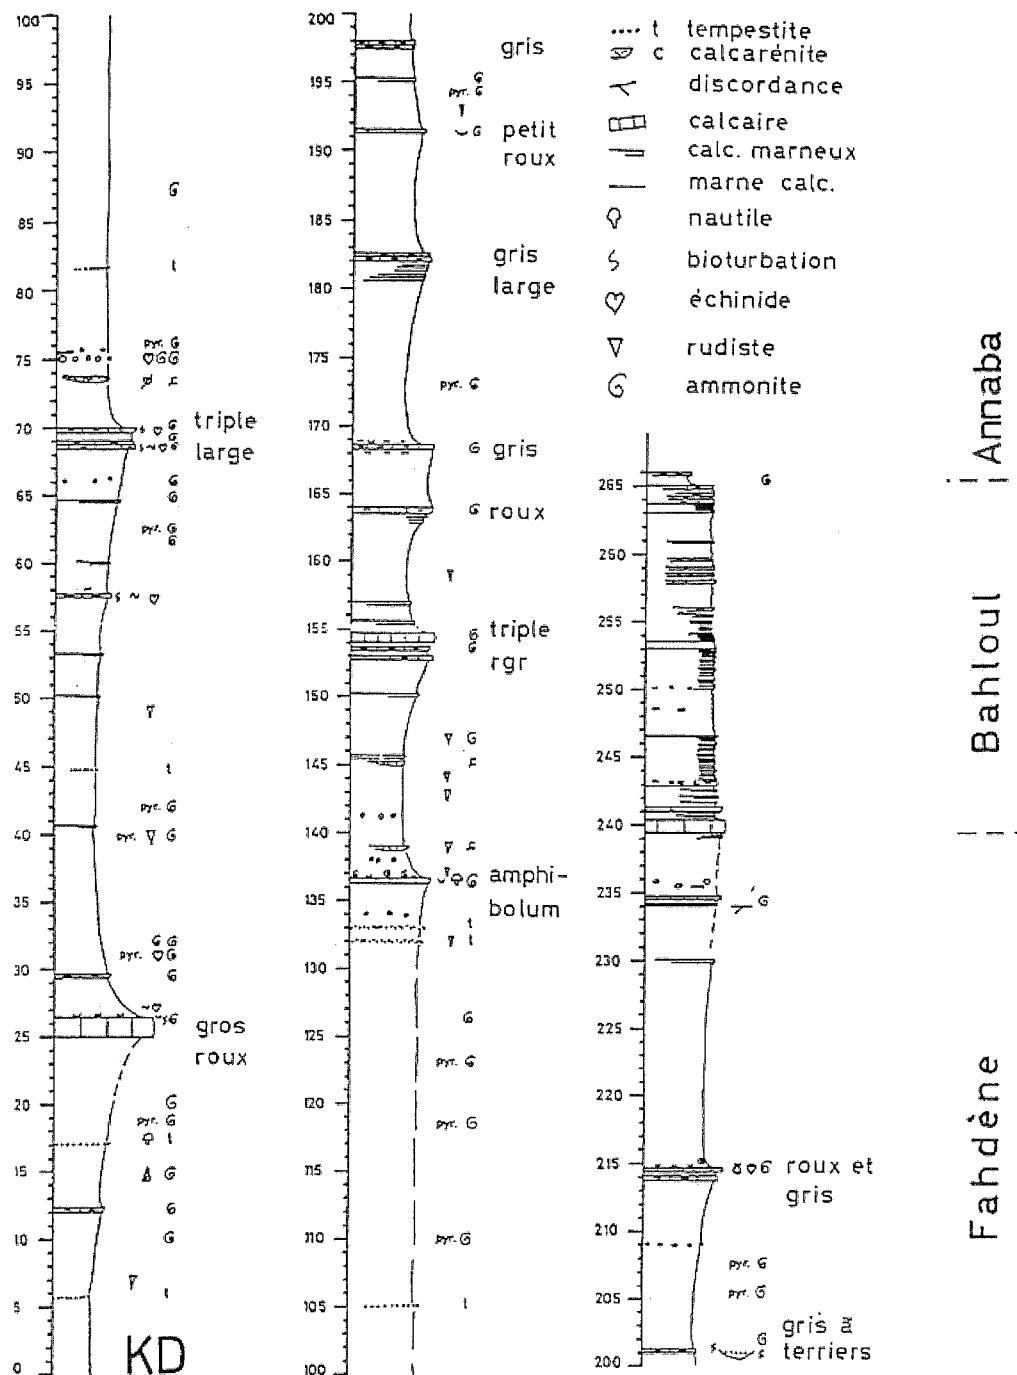 100
95
90
85
t
80
pyr.
75
70
triple
large
65
pyr.
60
55
50
t
45
pyr.
40
pyr.
35
pyr.
30
gros
roux
25
20
pyr.
t
15
10
t
5
0
KD
200
gris
195
pyr.
petit
roux
190
185
gris
large
180
175
pyr.
170
gris
165
roux
160
155
triple
rgr
150
145
140
amphi-
bolum
135
t
t
130
125
pyr.
120
pyr.
115
110
pyr.
105
t
100
t tempestite
c calcarénite
discordance
calcaire
calc. marneux
marne calc.
nautile
bioturbation
échinide
rudiste
ammonite
265
260
255
250
245
240
235
230
225
220
215
roux et
gris
210
pyr.
pyr.
205
gris à
terriers
200
Annaba
Bahloul
Fahdène